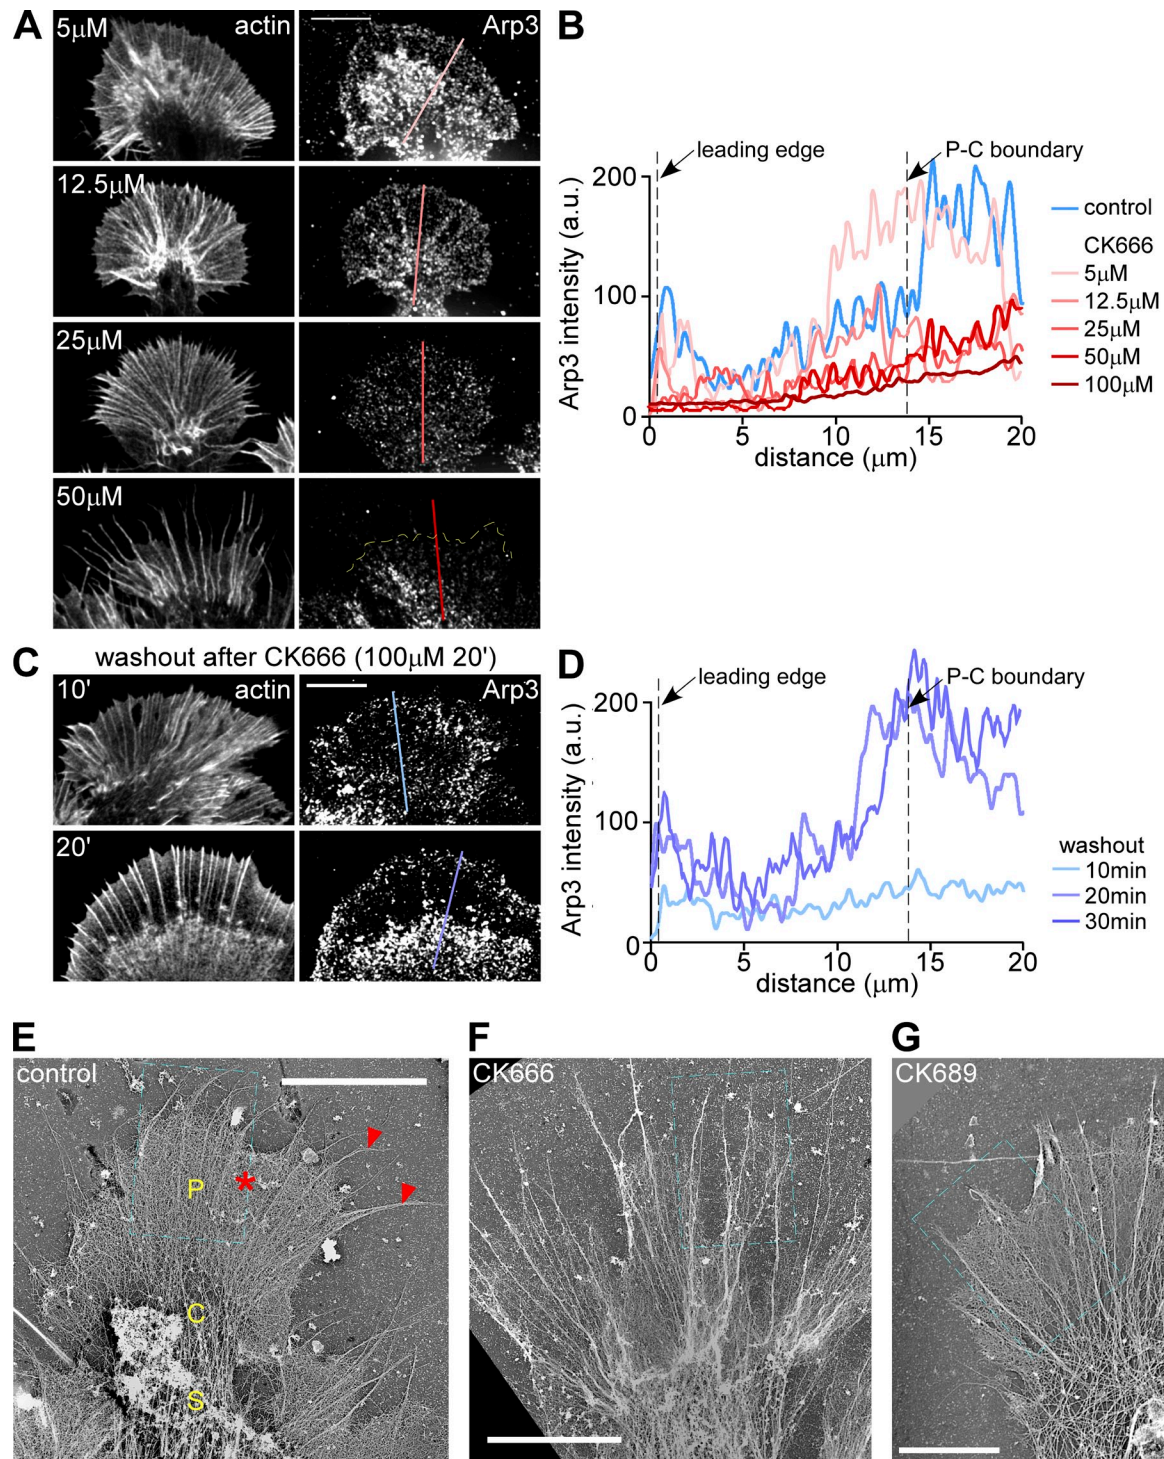 A
5μM
actin
Arp3
12.5μM
25μM
50μM
B
leading edge
P-C boundary
Arp3 intensity (a.u.)
200
100
0
0
5
10
15
20
distance (μm)
control
CK666
5μM
12.5μM
25μM
50μM
100μM
C
washout after CK666 (100μM 20')
10'
actin
Arp3
20'
D
leading edge
P-C boundary
Arp3 intensity (a.u.)
200
100
0
0
5
10
15
20
distance (μm)
washout
10min
20min
30min
E
control
P
*
C
S
F
CK666
G
CK689